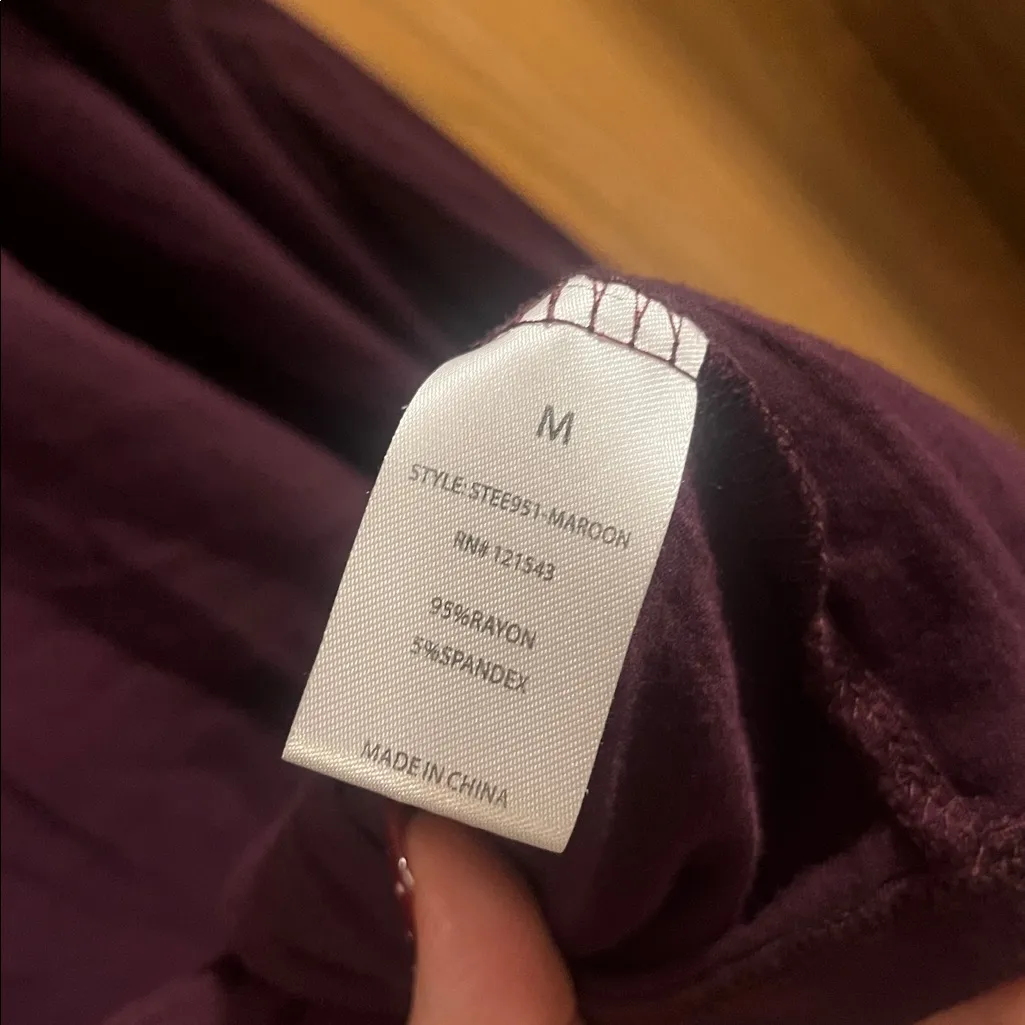 M
STYLE:STEE951-MAROON
RN# 121543
95%RAYON
5%SPANDEX
MADE IN CHINA